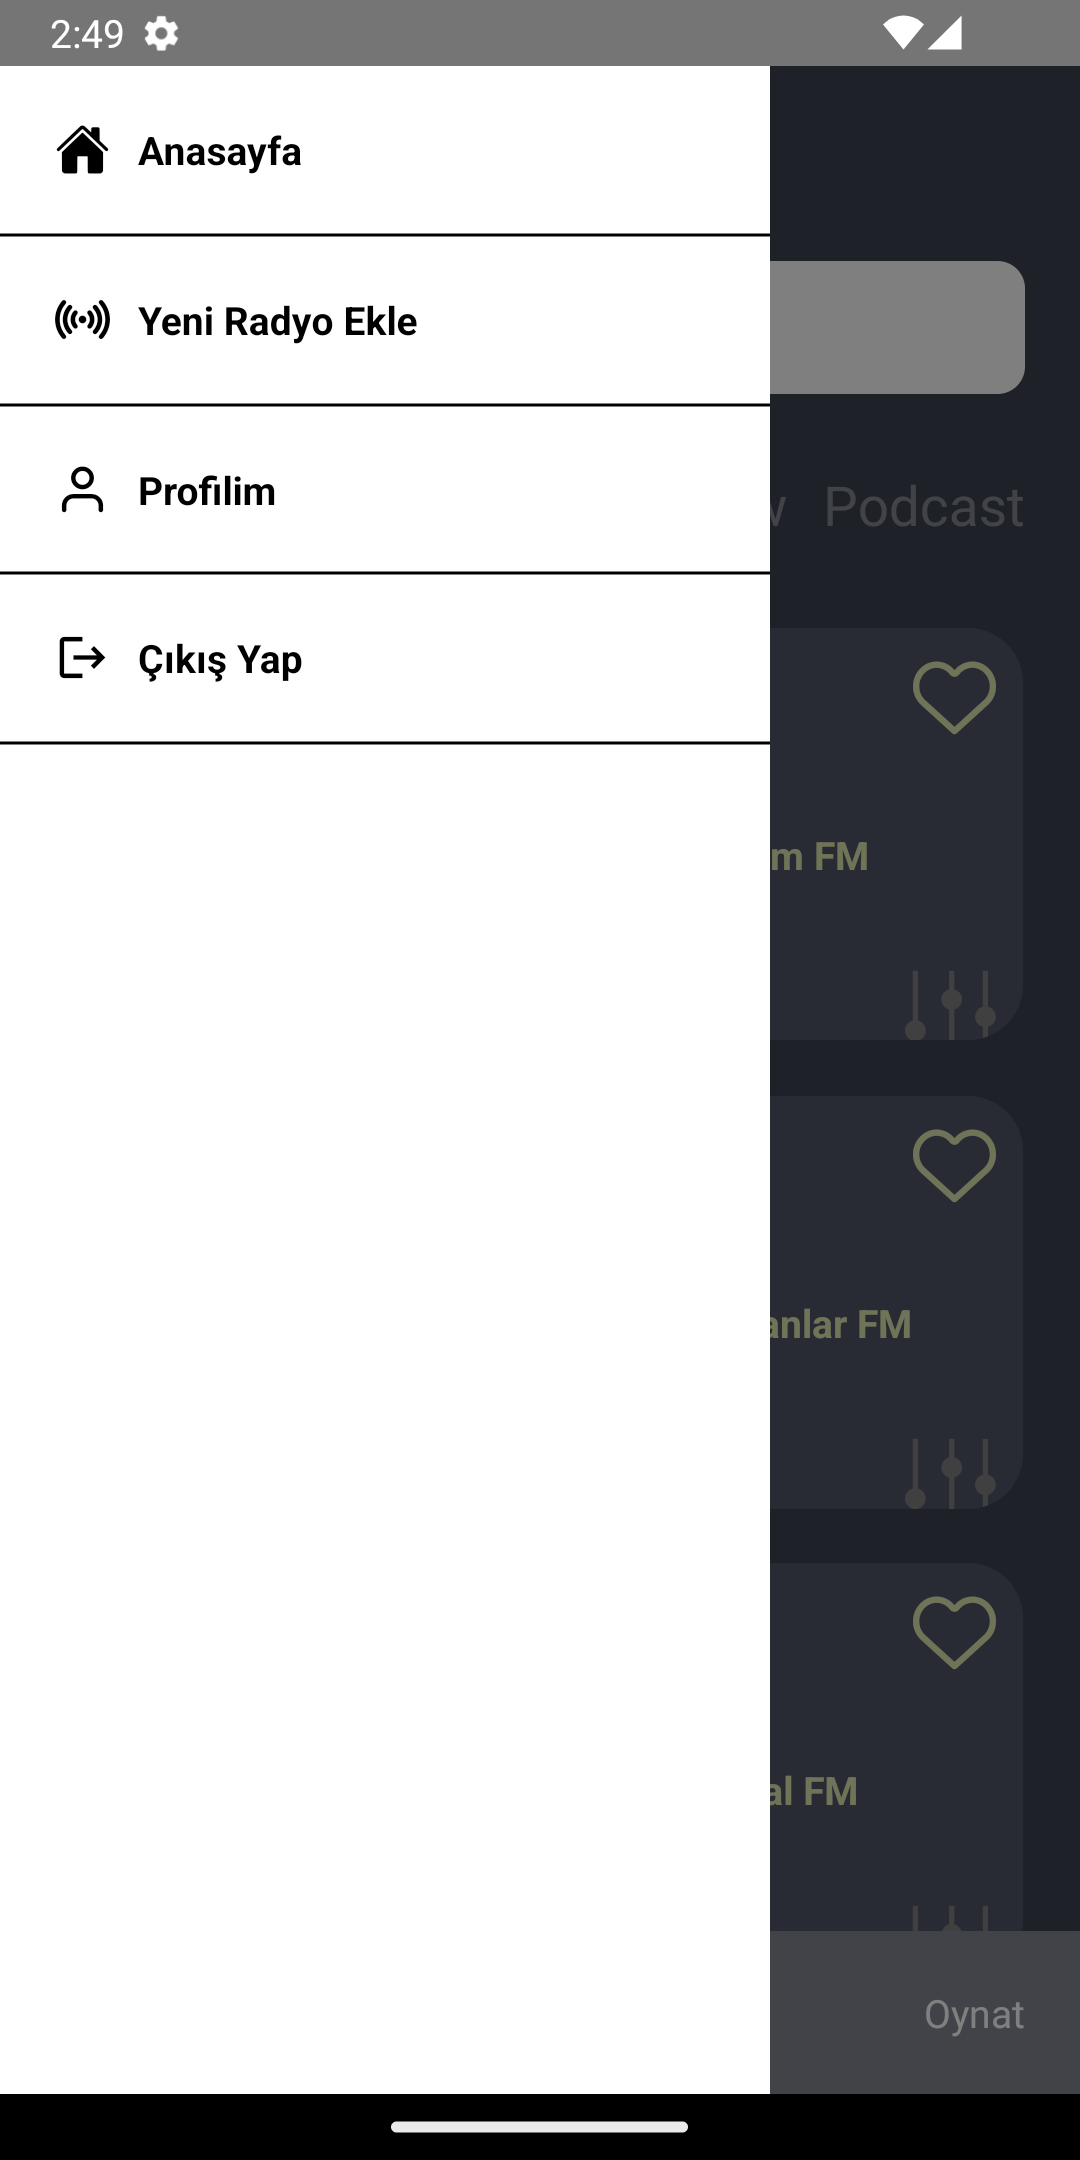 2:49
Anasayfa
Yeni Radyo Ekle
Podcast
Profilim
Çıkış Yap
m FM
anlar FM
al FM
Oynat